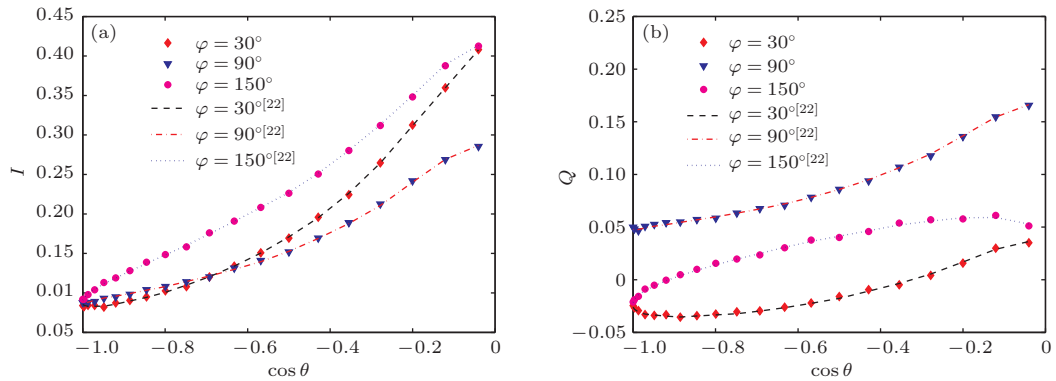 (a)
I
0.45
0.40
0.35
0.30
0.25
0.20
0.15
0.01
0.05
φ = 30°
φ = 90°
φ = 150°
φ = 30°[22]
φ = 90°[22]
φ = 150°[22]
−1.0 −0.8 −0.6 −0.4 −0.2 0
cos θ
(b)
Q
0.25
0.20
0.15
0.10
0.05
0
−0.05
φ = 30°
φ = 90°
φ = 150°
φ = 30°[22]
φ = 90°[22]
φ = 150°[22]
−1.0 −0.8 −0.6 −0.4 −0.2 0
cos θ